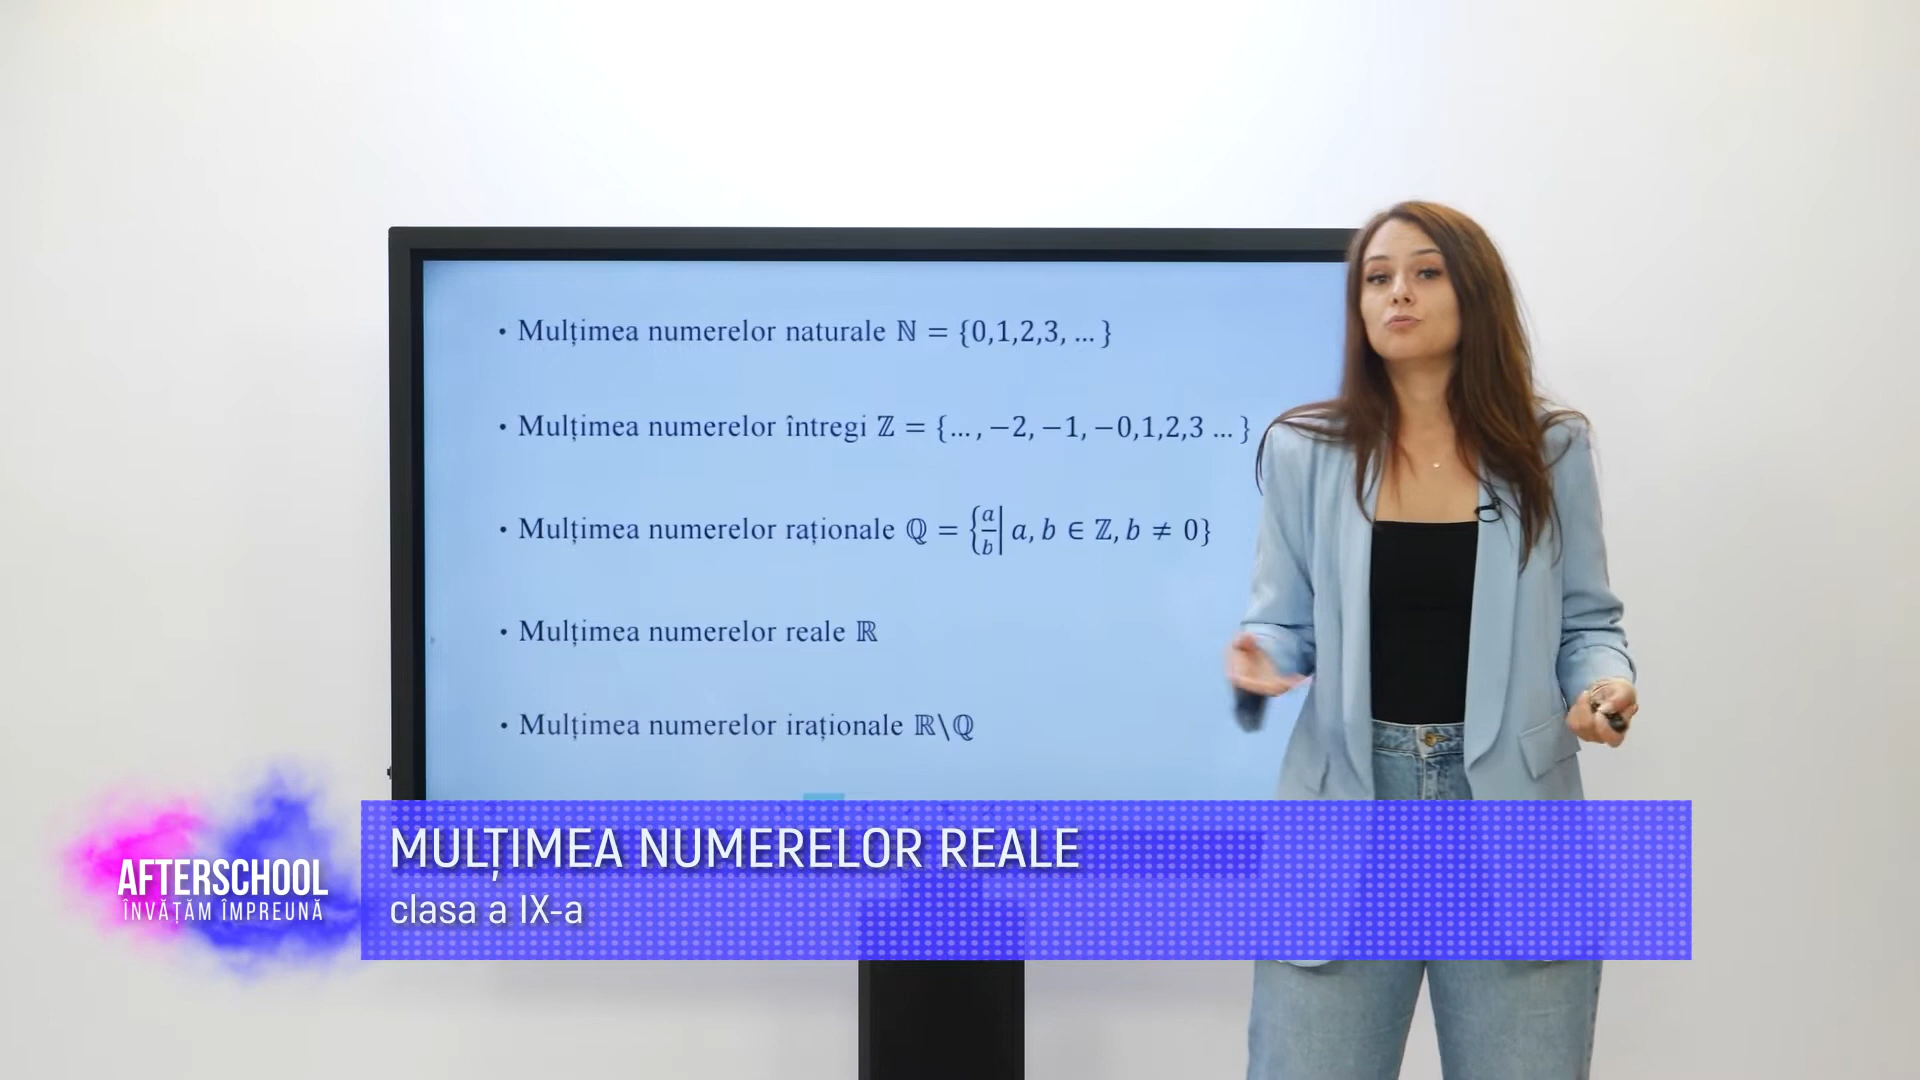 • Mulțimea numerelor naturale ℕ = {0,1,2,3, … }
• Mulțimea numerelor întregi ℤ = {… , −2, −1, −0,1,2,3 … }
• Mulțimea numerelor raționale ℚ = {a/b| a, b ∈ ℤ, b ≠ 0}
• Mulțimea numerelor reale ℝ
• Mulțimea numerelor iraționale ℝ\ℚ
MULȚIMEA NUMERELOR REALE
clasa a IX-a
AFTERSCHOOL
ÎNVĂȚĂM ÎMPREUNĂ